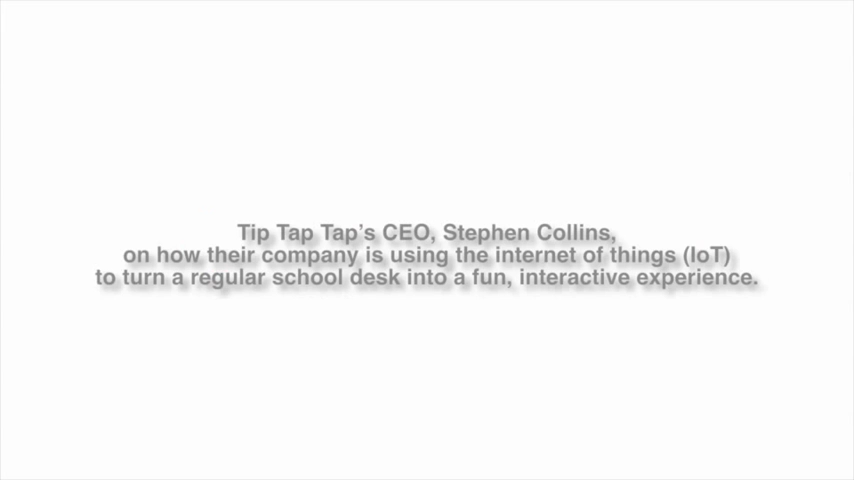 Tip Tap Tap’s CEO, Stephen Collins,
on how their company is using the internet of things (IoT)
to turn a regular school desk into a fun, interactive experience.